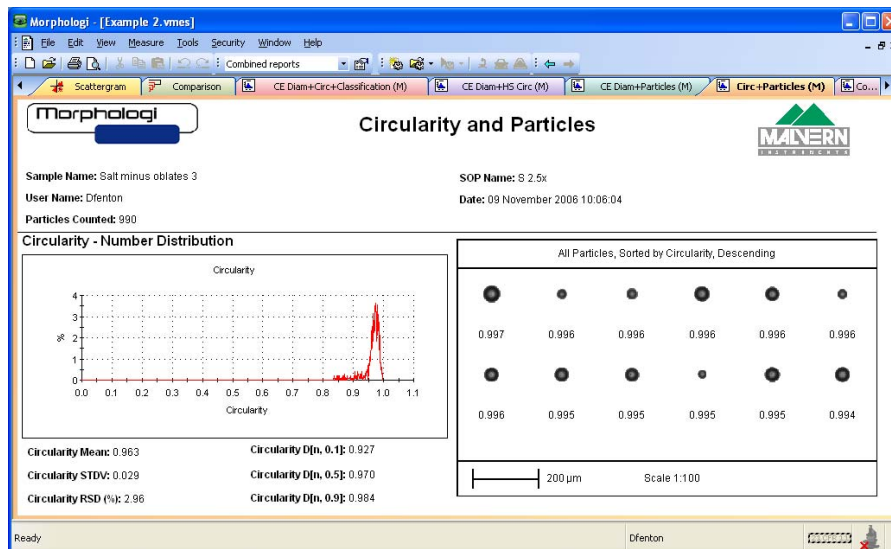 Morphologi - [Example 2.vmes]
File Edit View Measure Tools Security Window Help
Combined reports
Scattergram Comparison CE Diam+Circ+Classification (M) CE Diam+HS Circ (M) CE Diam+Particles (M) Circ+Particles (M) Co...
Morphologi
Circularity and Particles
MALVERN
INSTRUMENTS
Sample Name: Salt minus oblates 3
SOP Name: S 2.5x
User Name: Dfenton
Date: 09 November 2006 10:06:04
Particles Counted: 990
Circularity - Number Distribution
Circularity
4
3
2
1
0
%
0.0 0.1 0.2 0.3 0.4 0.5 0.6 0.7 0.8 0.9 1.0 1.1
Circularity
Circularity Mean: 0.963
Circularity D[n, 0.1]: 0.927
Circularity STDV: 0.029
Circularity D[n, 0.5]: 0.970
Circularity RSD (%): 2.96
Circularity D[n, 0.9]: 0.984
All Particles, Sorted by Circularity, Descending
0.997 0.996 0.996 0.996 0.996 0.996
0.996 0.995 0.995 0.995 0.995 0.994
200 µm Scale 1:100
Ready Dfenton